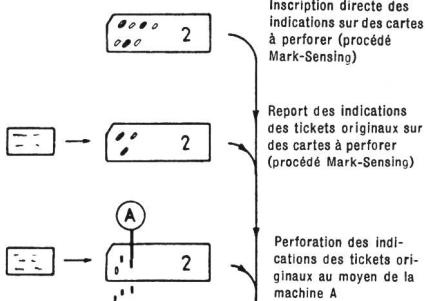 Inscription directe des
indications sur des cartes
à perforer (procédé
Mark-Sensing)
2
Report des indications
des tickets originaux sur
des cartes à perforer
(procédé Mark-Sensing)
2
A
Perforation des indi-
cations des tickets ori-
ginaux au moyen de la
machine A
2